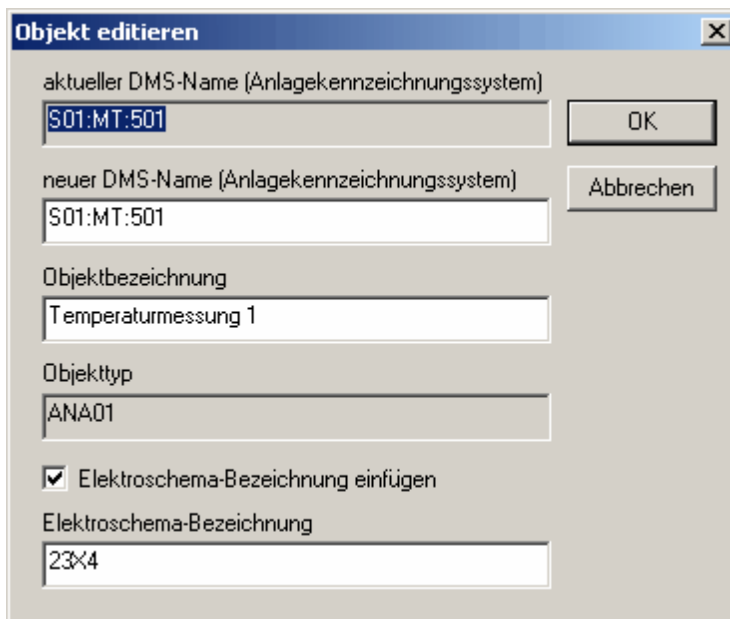 Objekt editieren
aktueller DMS-Name (Anlagekennzeichnungssystem)
S01:MT:501
OK
neuer DMS-Name (Anlagekennzeichnungssystem)
Abbrechen
S01:MT:501
Objektbezeichnung
Temperaturmessung 1
Objekttyp
ANA01
Elektroschema-Bezeichnung einfügen
Elektroschema-Bezeichnung
23X4